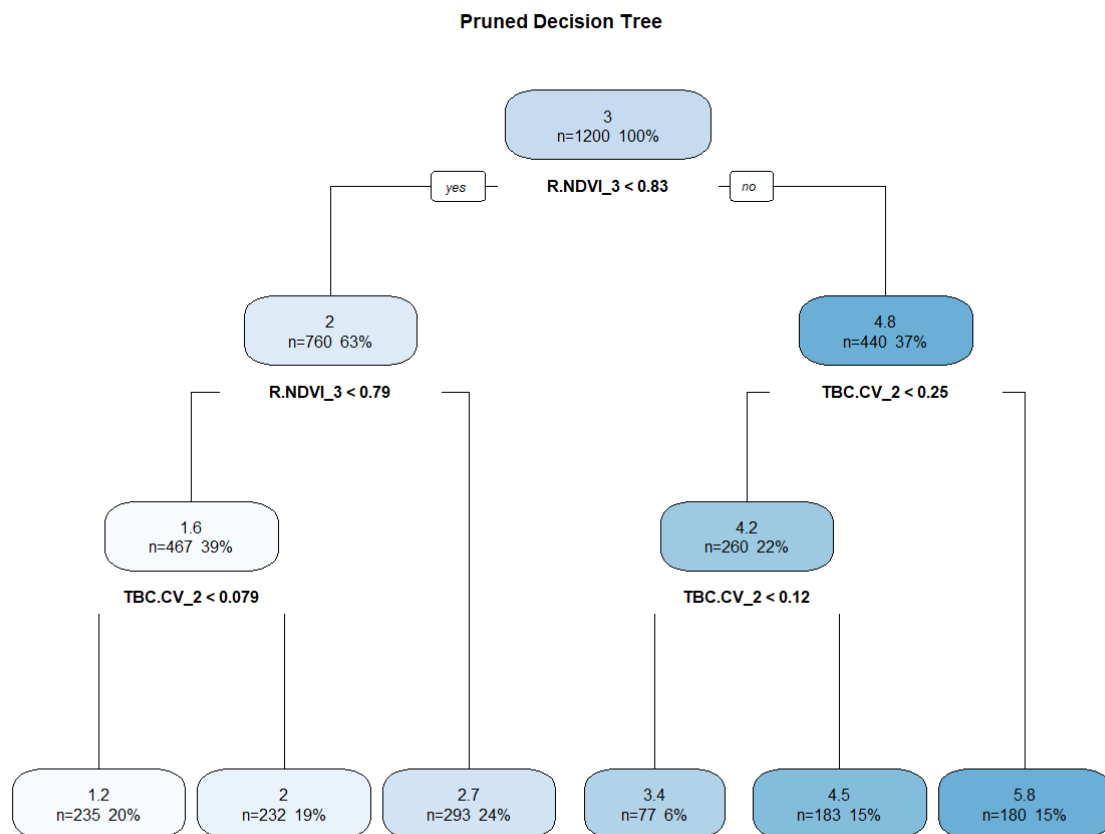 Pruned Decision Tree
3
n=1200 100%
yes
R.NDVI_3 < 0.83
no
2
n=760 63%
4.8
n=440 37%
R.NDVI_3 < 0.79
TBC.CV_2 < 0.25
1.6
n=467 39%
4.2
n=260 22%
TBC.CV_2 < 0.079
TBC.CV_2 < 0.12
1.2
n=235 20%
2
n=232 19%
2.7
n=293 24%
3.4
n=77 6%
4.5
n=183 15%
5.8
n=180 15%